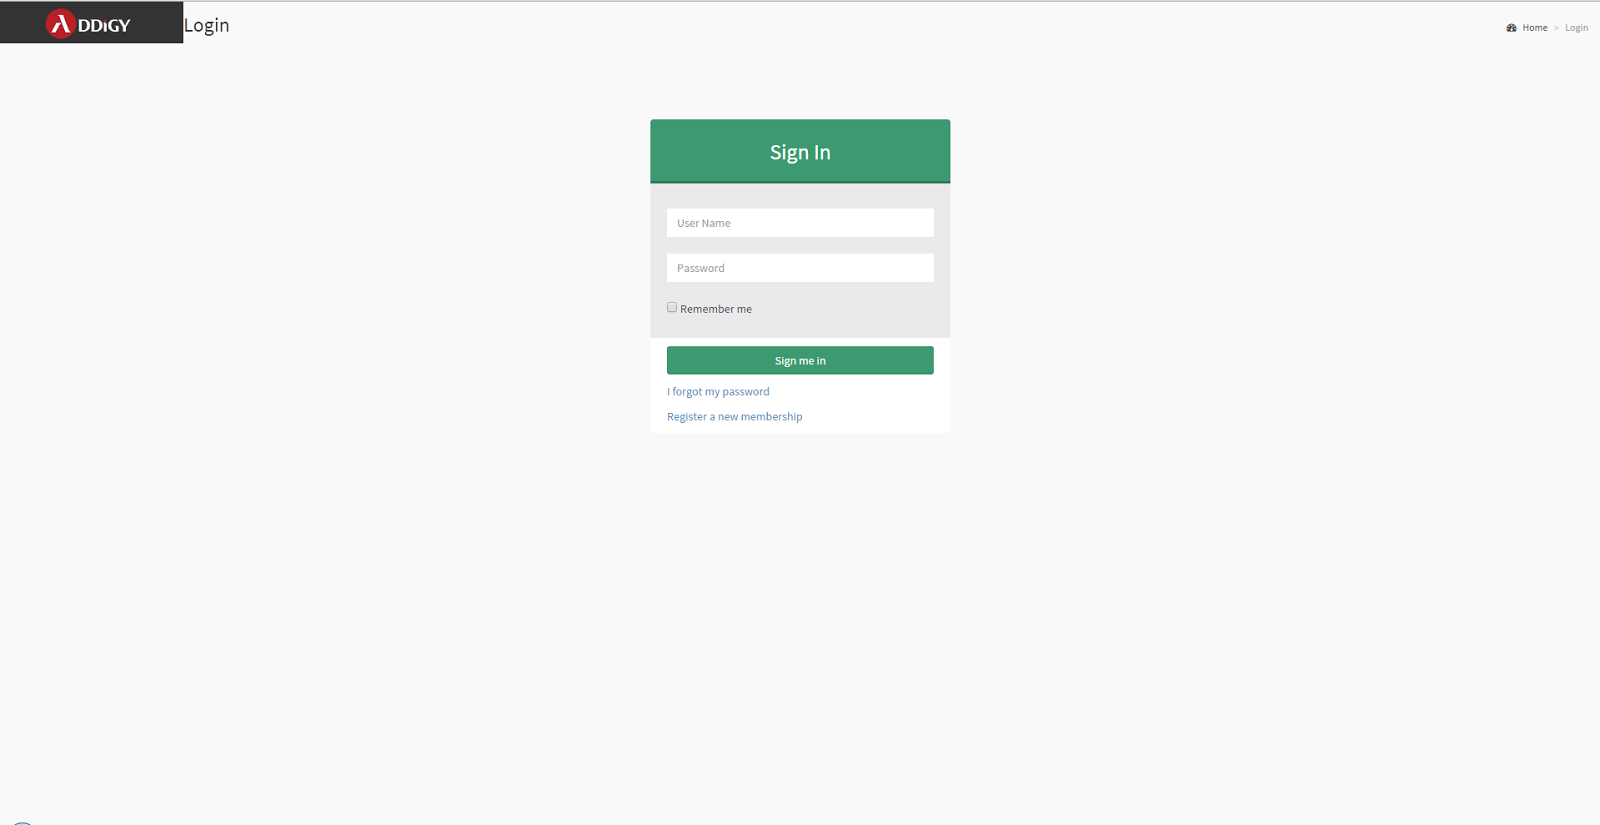 ADDiGY
Login
Home > Login
Sign In
User Name
Password
Remember me
Sign me in
I forgot my password
Register a new membership